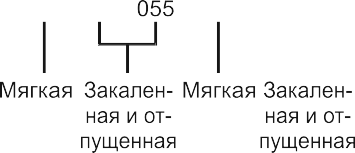 055
Мягкая Закален- Мягкая Закален-
ная и от- ная и от-
пущенная пущенная